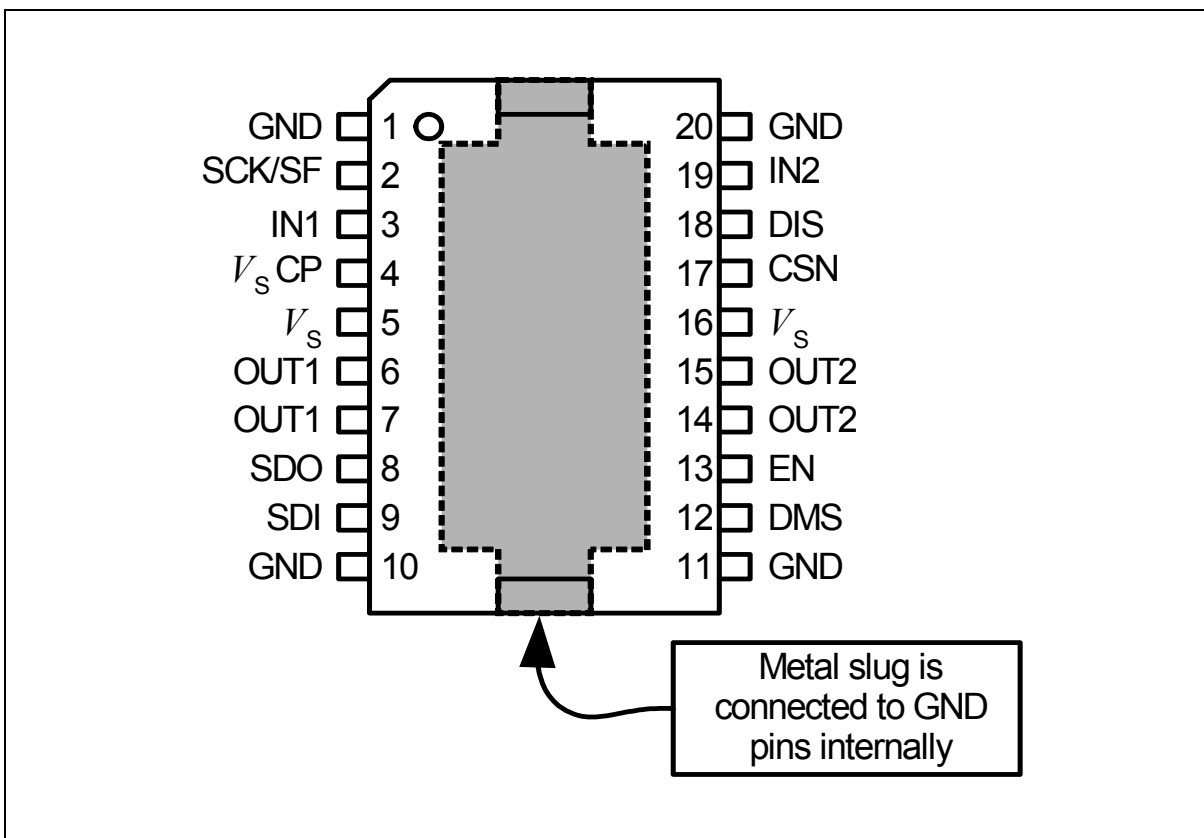 GND 1 20 GND
SCK/SF 2 19 IN2
IN1 3 18 DIS
VS CP 4 17 CSN
VS 5 16 VS
OUT1 6 15 OUT2
OUT1 7 14 OUT2
SDO 8 13 EN
SDI 9 12 DMS
GND 10 11 GND
Metal slug is
connected to GND
pins internally